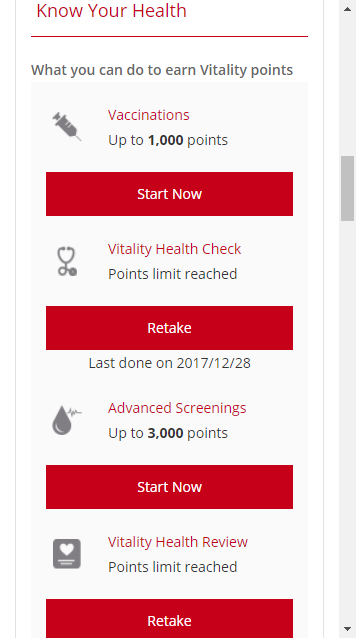 Know Your Health
What you can do to earn Vitality points
Vaccinations
Up to 1,000 points
Start Now
Vitality Health Check
Points limit reached
Retake
Last done on 2017/12/28
Advanced Screenings
Up to 3,000 points
Start Now
Vitality Health Review
Points limit reached
Retake